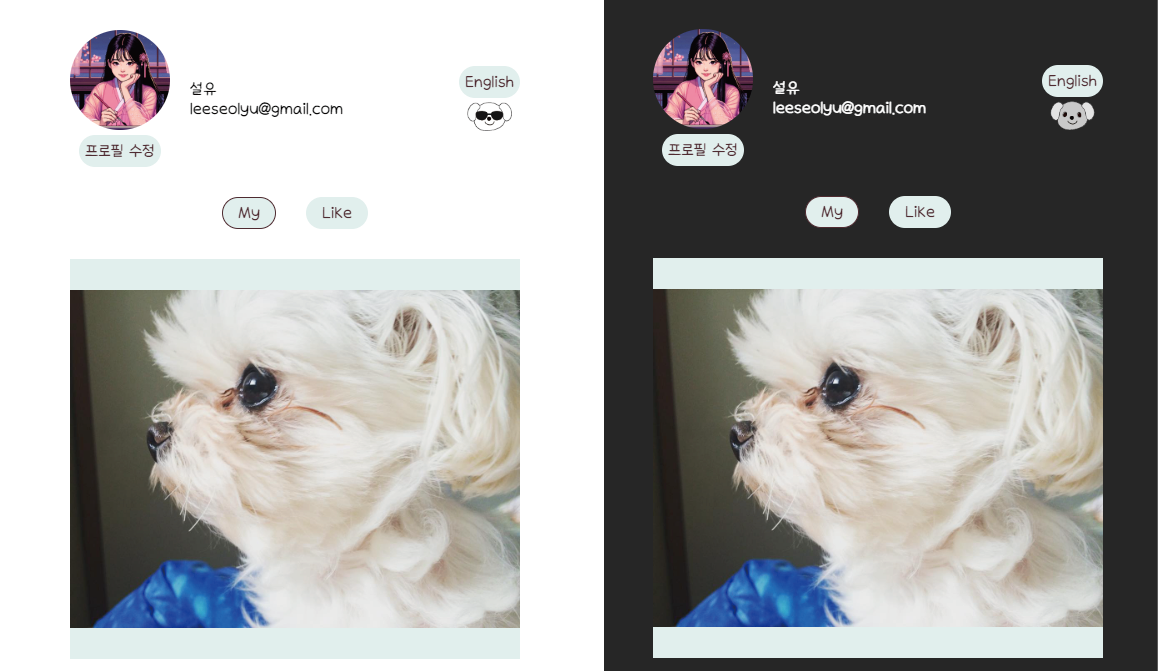 설유
leeseolyu@gmail.com
English
프로필 수정
My
Like
설유
leeseolyu@gmail.com
English
프로필 수정
My
Like